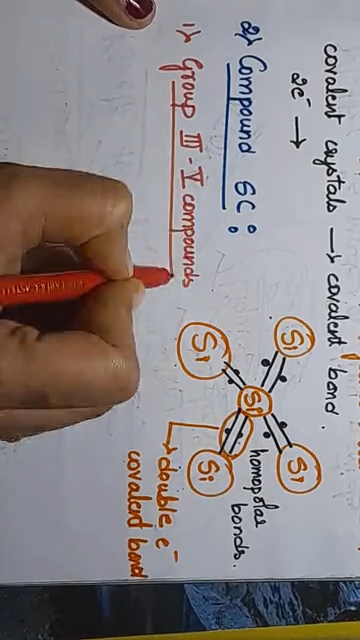 covalent crystals → covalent bond.
2e⁻ →
Si
Si
Si
Si
Si
homopolar
bonds.
double e⁻
covalent bond
2) Compound SC :
1) Group III - V compounds